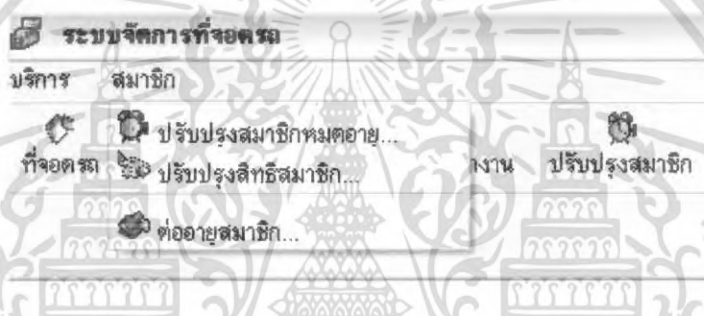 ระบบจัดการที่จอดรถ
บริการ สมาชิก
ปรับปรุงสมาชิกหมดอายุ...
ที่จอดรถ ปรับปรุงสิทธิ์สมาชิก... ปรับปรุงสมาชิก
ต่ออายุสมาชิก...